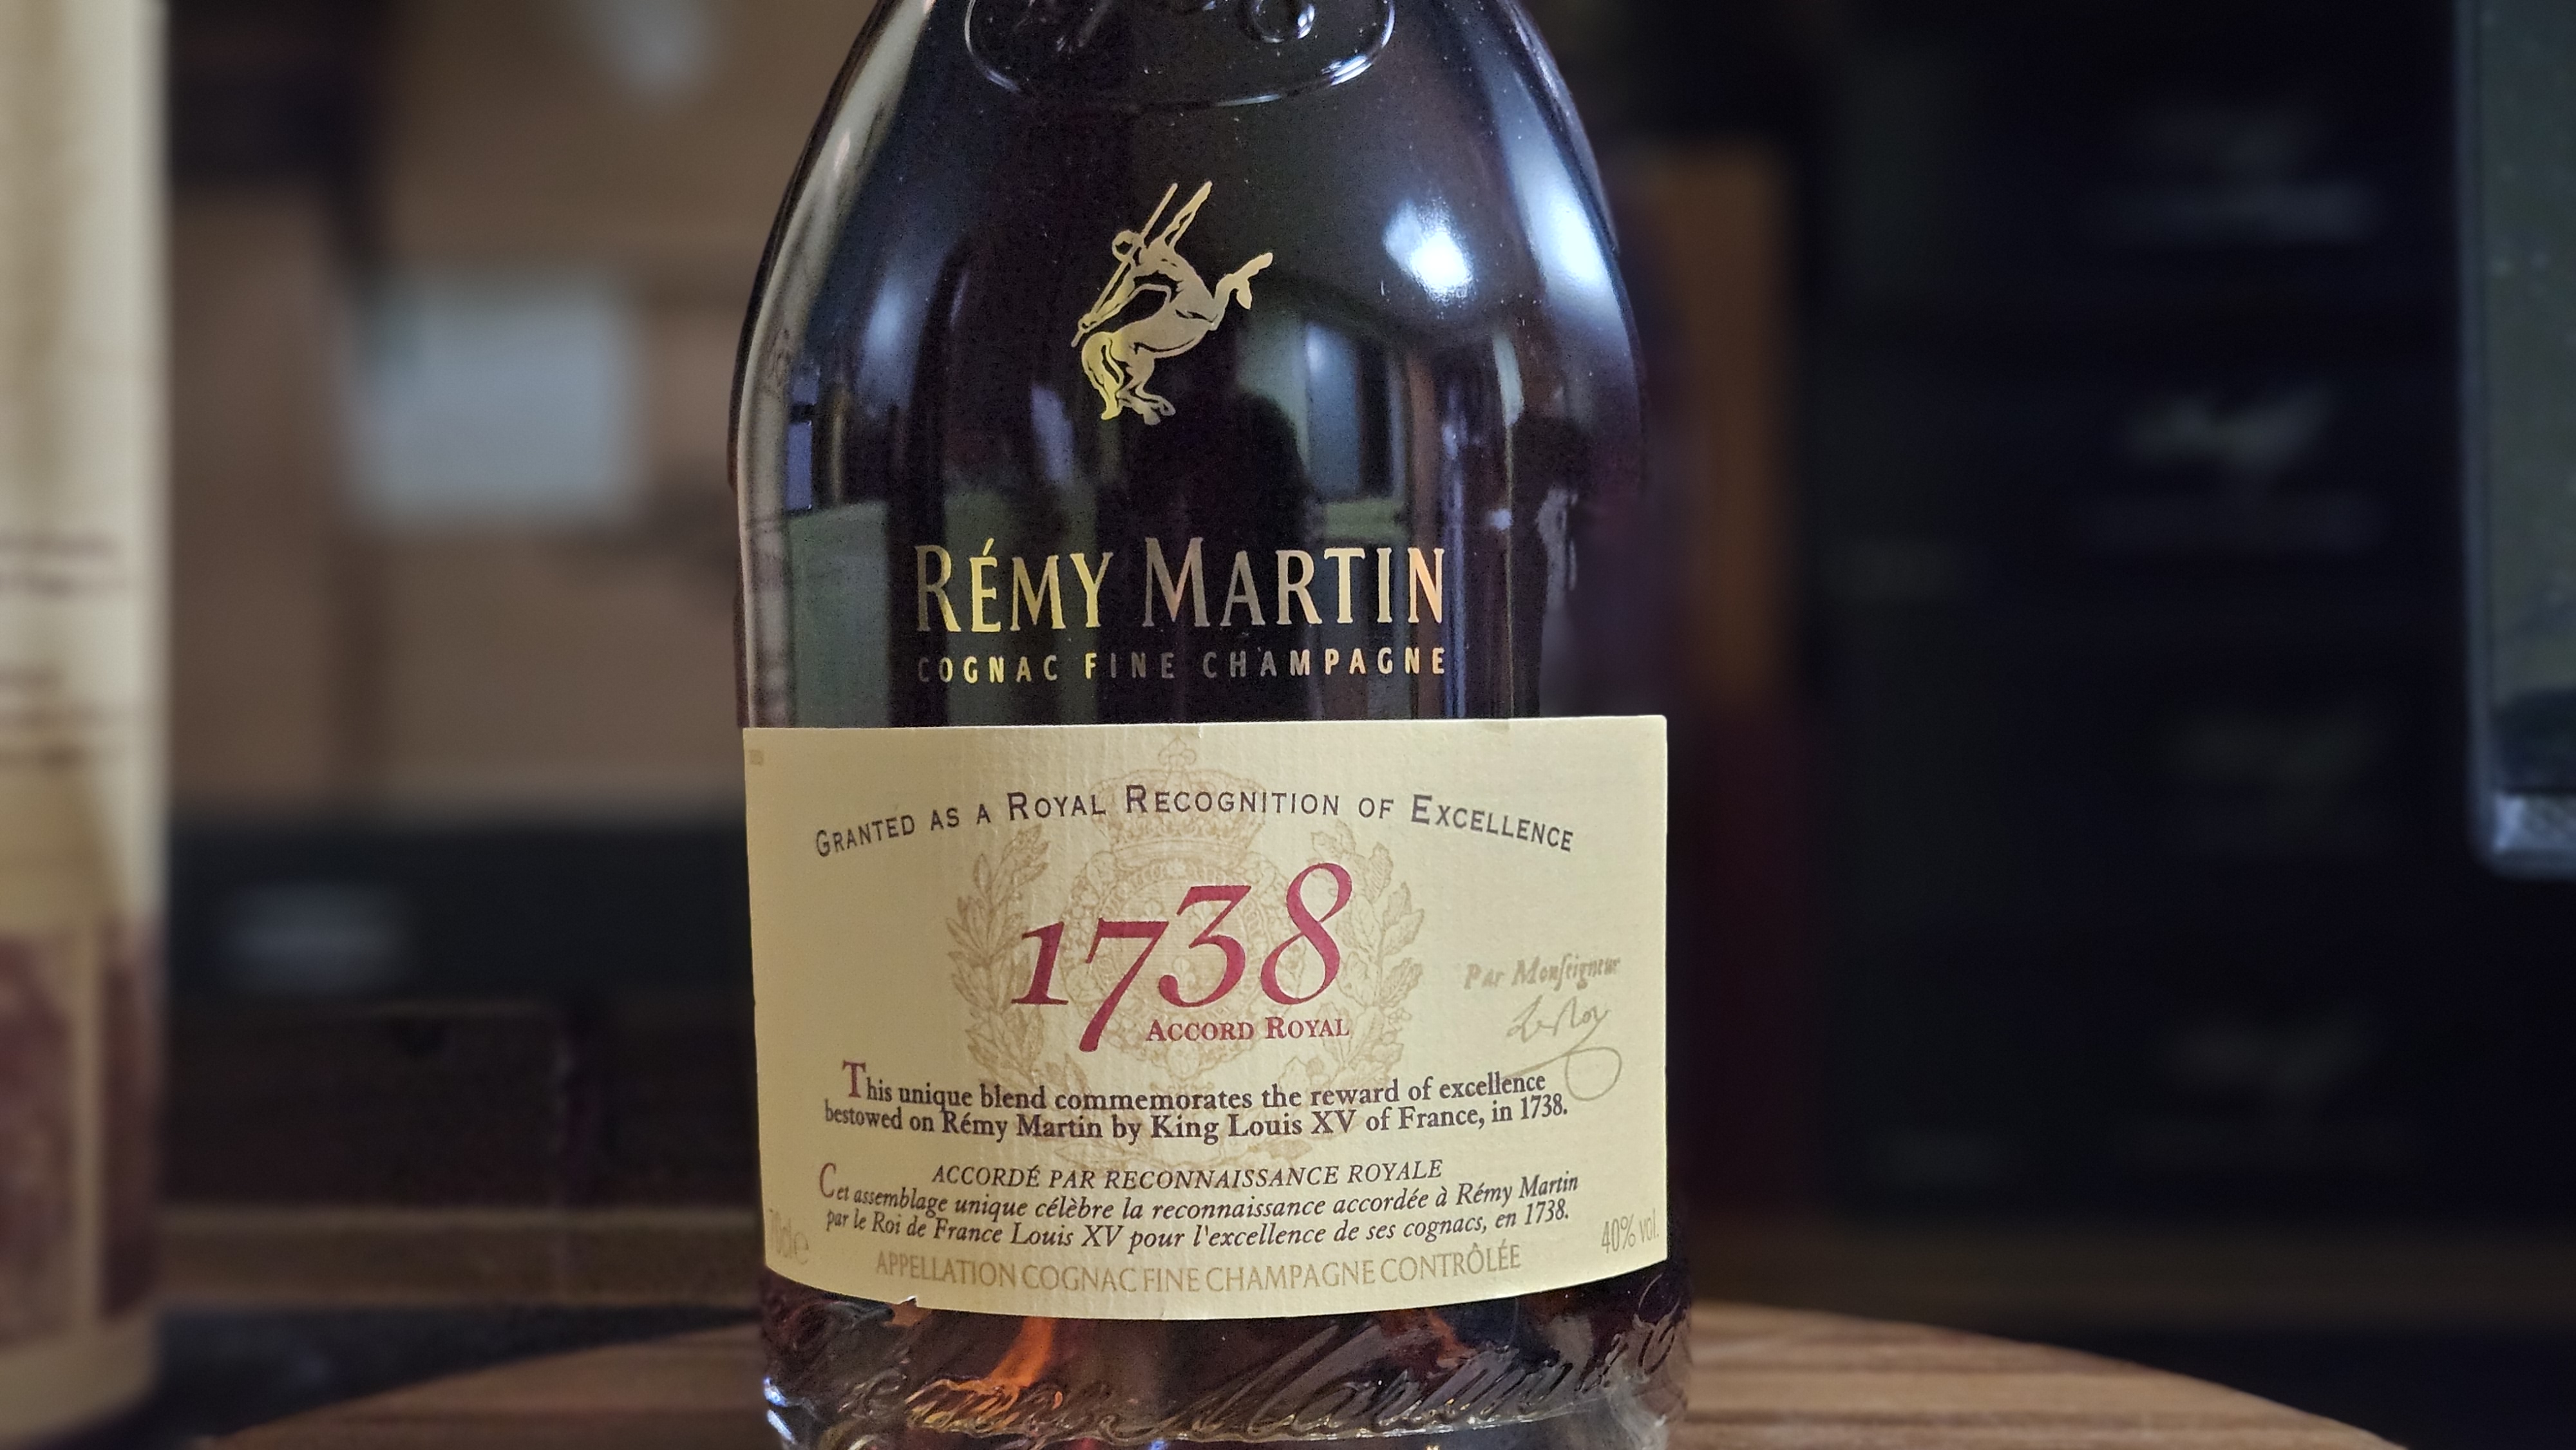 RÉMY MARTIN
COGNAC FINE CHAMPAGNE
GRANTED AS A ROYAL RECOGNITION OF EXCELLENCE
1738
ACCORD ROYAL
Par Monſeigneur
This unique blend commemorates the reward of excellence
bestowed on Rémy Martin by King Louis XV of France, in 1738.
ACCORDÉ PAR RECONNAISSANCE ROYALE
Cet assemblage unique célèbre la reconnaissance accordée à Rémy Martin
par le Roi de France Louis XV pour l'excellence de ses cognacs, en 1738.
70cle
40% vol.
APPELLATION COGNAC FINE CHAMPAGNE CONTRÔLÉE